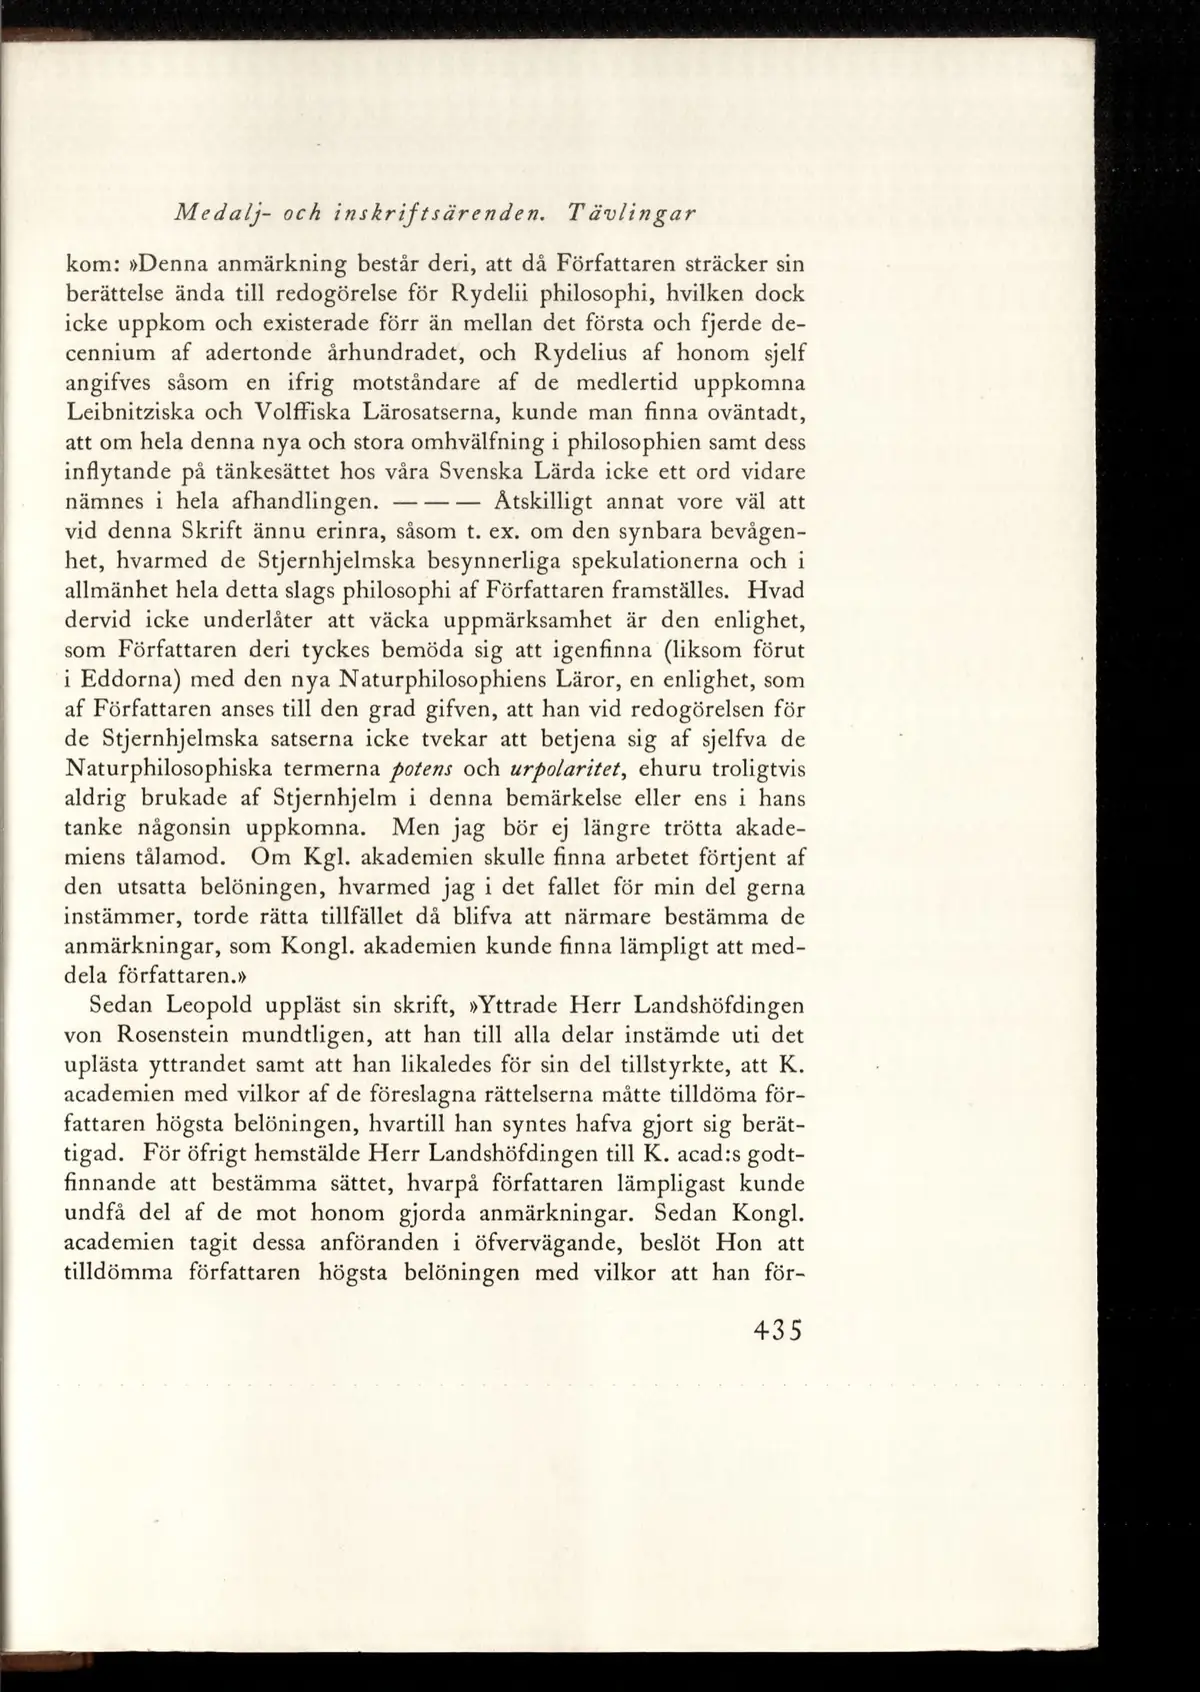 Medalj- och inskriftsärenden. Tävlingar
kom: »Denna anmärkning består deri, att då Författaren sträcker sin
berättelse ända till redogörelse för Rydelii philosophi, hvilken dock
icke uppkom och existerade förr än mellan det första och fjerde de-
cennium af adertonde århundradet, och Rydelius af honom sjelf
angifves såsom en ifrig motståndare af de medlertid uppkomna
Leibnitziska och Volffiska Lärosatserna, kunde man finna oväntadt,
att om hela denna nya och stora omhvälfning i philosophien samt dess
inflytande på tänkesättet hos våra Svenska Lärda icke ett ord vidare
nämnes i hela afhandlingen. — — — Åtskilligt annat vore väl att
vid denna Skrift ännu erinra, såsom t. ex. om den synbara bevågen-
het, hvarmed de Stjernhjelmska besynnerliga spekulationerna och i
allmänhet hela detta slags philosophi af Författaren framställes. Hvad
dervid icke underlåter att väcka uppmärksamhet är den enlighet,
som Författaren deri tyckes bemöda sig att igenfinna (liksom förut
i Eddorna) med den nya Naturphilosophiens Läror, en enlighet, som
af Författaren anses till den grad gifven, att han vid redogörelsen för
de Stjernhjelmska satserna icke tvekar att betjena sig af sjelfva de
Naturphilosophiska termerna potens och urpolaritet, ehuru troligtvis
aldrig brukade af Stjernhjelm i denna bemärkelse eller ens i hans
tanke någonsin uppkomna. Men jag bör ej längre trötta akade-
miens tålamod. Om Kgl. akademien skulle finna arbetet förtjent af
den utsatta belöningen, hvarmed jag i det fallet för min del gerna
instämmer, torde rätta tillfället då blifva att närmare bestämma de
anmärkningar, som Kongl. akademien kunde finna lämpligt att med-
dela författaren.»
Sedan Leopold uppläst sin skrift, »Yttrade Herr Landshöfdingen
von Rosenstein mundtligen, att han till alla delar instämde uti det
uplästa yttrandet samt att han likaledes för sin del tillstyrkte, att K.
academien med vilkor af de föreslagna rättelserna måtte tilldöma för-
fattaren högsta belöningen, hvartill han syntes hafva gjort sig berät-
tigad. För öfrigt hemstälde Herr Landshöfdingen till K. acad:s godt-
finnande att bestämma sättet, hvarpå författaren lämpligast kunde
undfå del af de mot honom gjorda anmärkningar. Sedan Kongl.
academien tagit dessa anföranden i öfvervägande, beslöt Hon att
tilldömma författaren högsta belöningen med vilkor att han för-
435